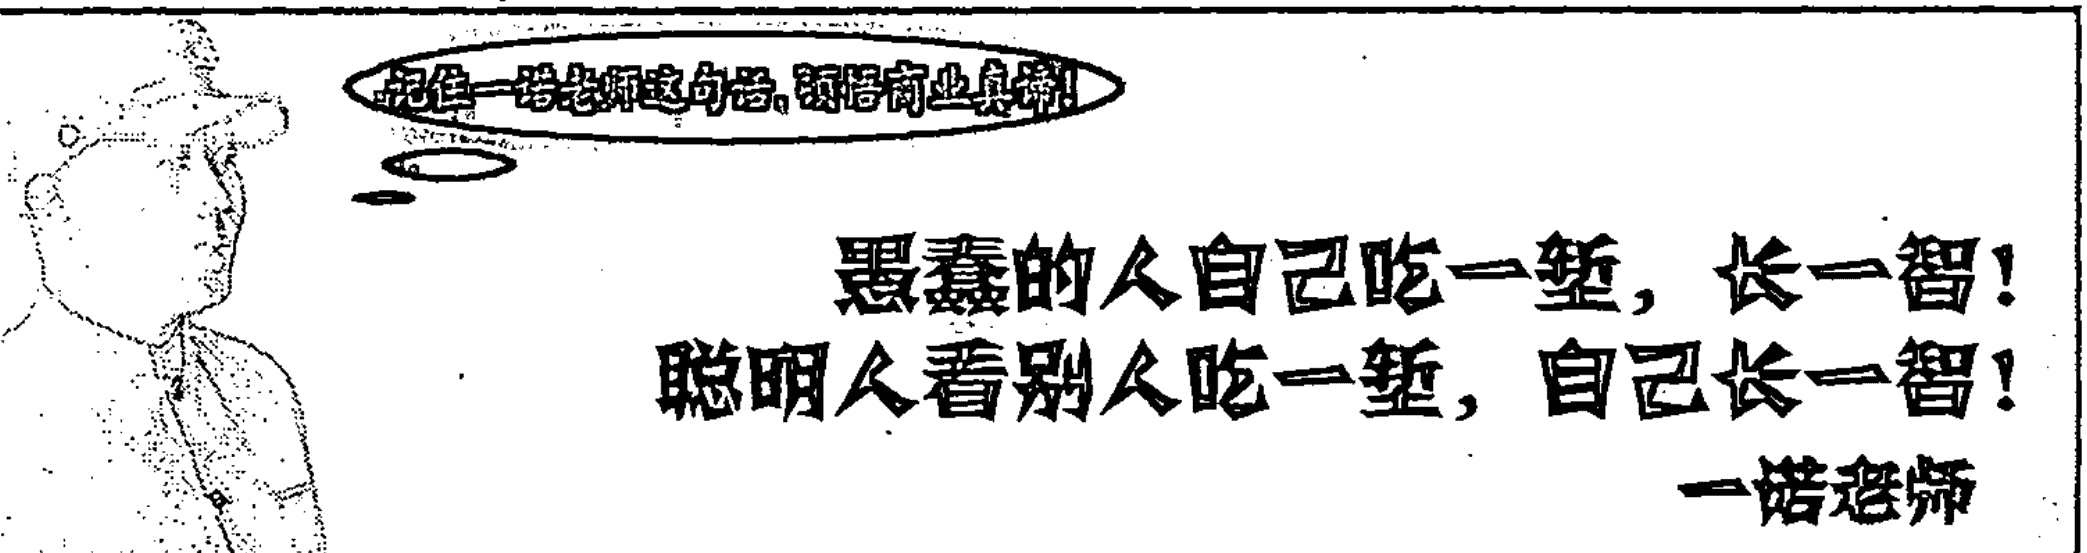 记住一诺老师这句话,领悟商业真谛!
愚蠢的人自己吃一堑,长一智!
聪明人看别人吃一堑,自己长一智!
一诺老师